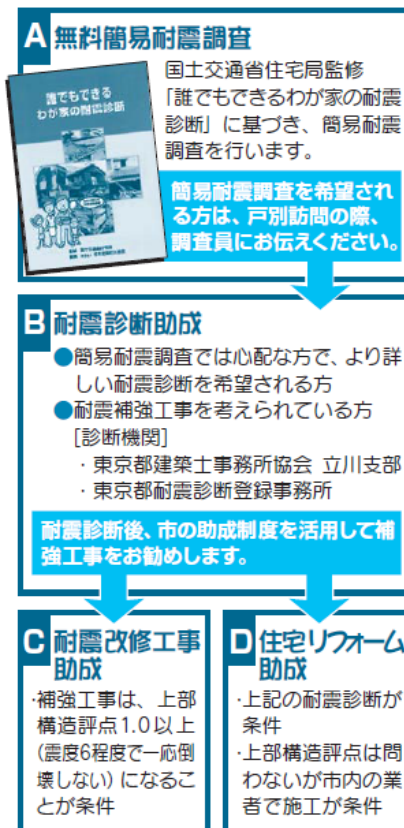 A 無料簡易耐震調査
誰でもできる
わが家の耐震診断
国土交通省住宅局監修
「誰でもできるわが家の耐震
診断」に基づき、簡易耐震
調査を行います。
簡易耐震調査を希望され
る方は、戸別訪問の際、
調査員にお伝えください。
B 耐震診断助成
●簡易耐震調査では心配な方で、より詳
しい耐震診断を希望される方
●耐震補強工事を考えられている方
[診断機関]
・東京都建築士事務所協会 立川支部
・東京都耐震診断登録事務所
耐震診断後、市の助成制度を活用して補
強工事をお勧めします。
C 耐震改修工事
助成
・補強工事は、上部
構造評点1.0以上
(震度6程度で一応倒
壊しない)になるこ
とが条件
D 住宅リフォーム
助成
・上記の耐震診断が
条件
・上部構造評点は問
わないが市内の業
者で施工が条件